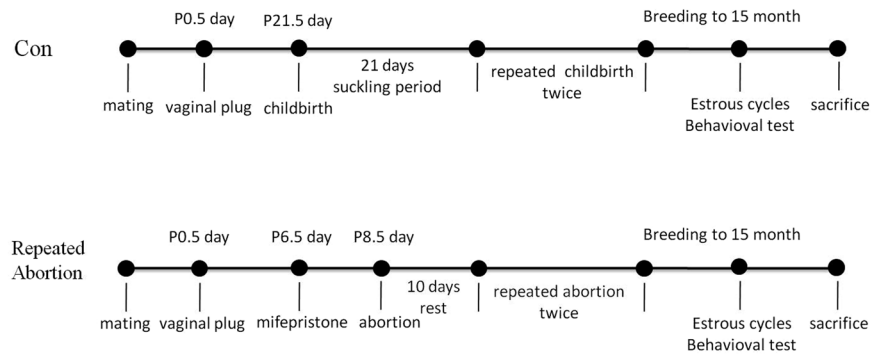 Con
P0.5 day
P21.5 day
Breeding to 15 month
mating
vaginal plug
childbirth
21 days
suckling period
repeated childbirth
twice
Estrous cycles
Behavioval test
sacrifice
Repeated
Abortion
P0.5 day
P6.5 day
P8.5 day
Breeding to 15 month
mating
vaginal plug
mifepristone
abortion
10 days
rest
repeated abortion
twice
Estrous cycles
Behavioval test
sacrifice